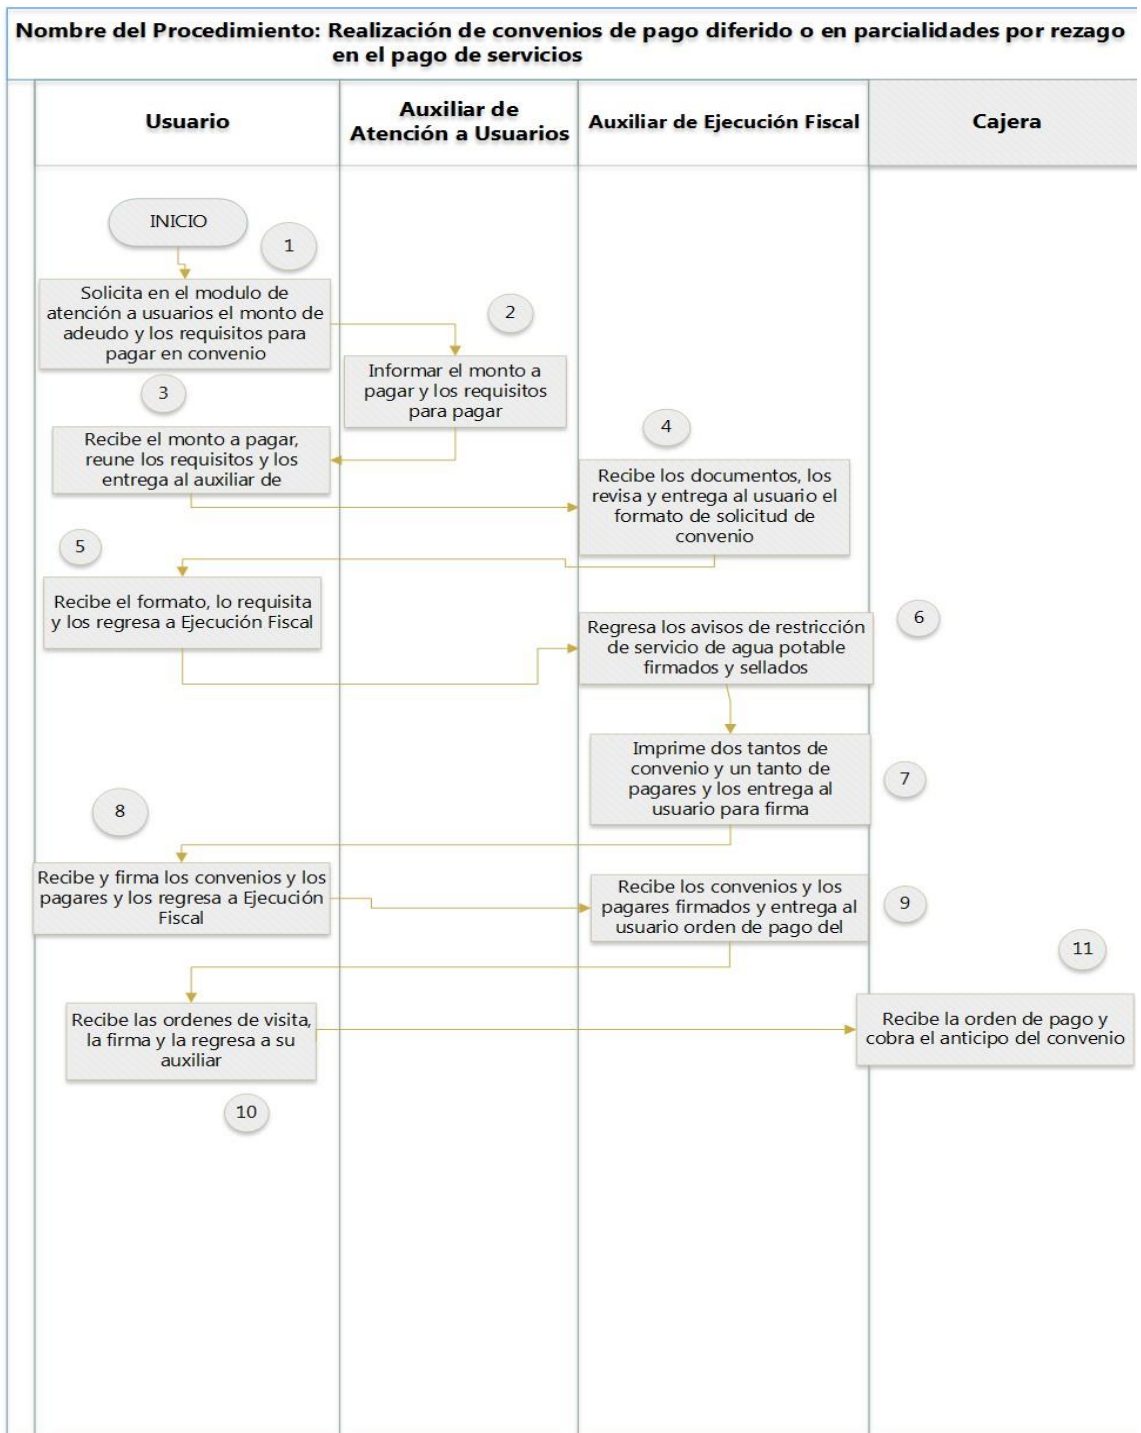 Nombre del Procedimiento: Realización de convenios de pago diferido o en parcialidades por rezago
en el pago de servicios
Usuario
Auxiliar de
Atención a Usuarios
Auxiliar de Ejecución Fiscal
Cajera
INICIO
1
Solicita en el modulo de
atención a usuarios el monto de
adeudo y los requisitos para
pagar en convenio
2
Informar el monto a
pagar y los requisitos
para pagar
3
Recibe el monto a pagar,
reune los requisitos y los
entrega al auxiliar de
4
Recibe los documentos, los
revisa y entrega al usuario el
formato de solicitud de
convenio
5
Recibe el formato, lo requisita
y los regresa a Ejecución Fiscal
6
Regresa los avisos de restricción
de servicio de agua potable
firmados y sellados
7
Imprime dos tantos de
convenio y un tanto de
pagares y los entrega al
usuario para firma
8
Recibe y firma los convenios y los
pagares y los regresa a Ejecución
Fiscal
9
Recibe los convenios y los
pagares firmados y entrega al
usuario orden de pago del
10
Recibe las ordenes de visita,
la firma y la regresa a su
auxiliar
11
Recibe la orden de pago y
cobra el anticipo del convenio